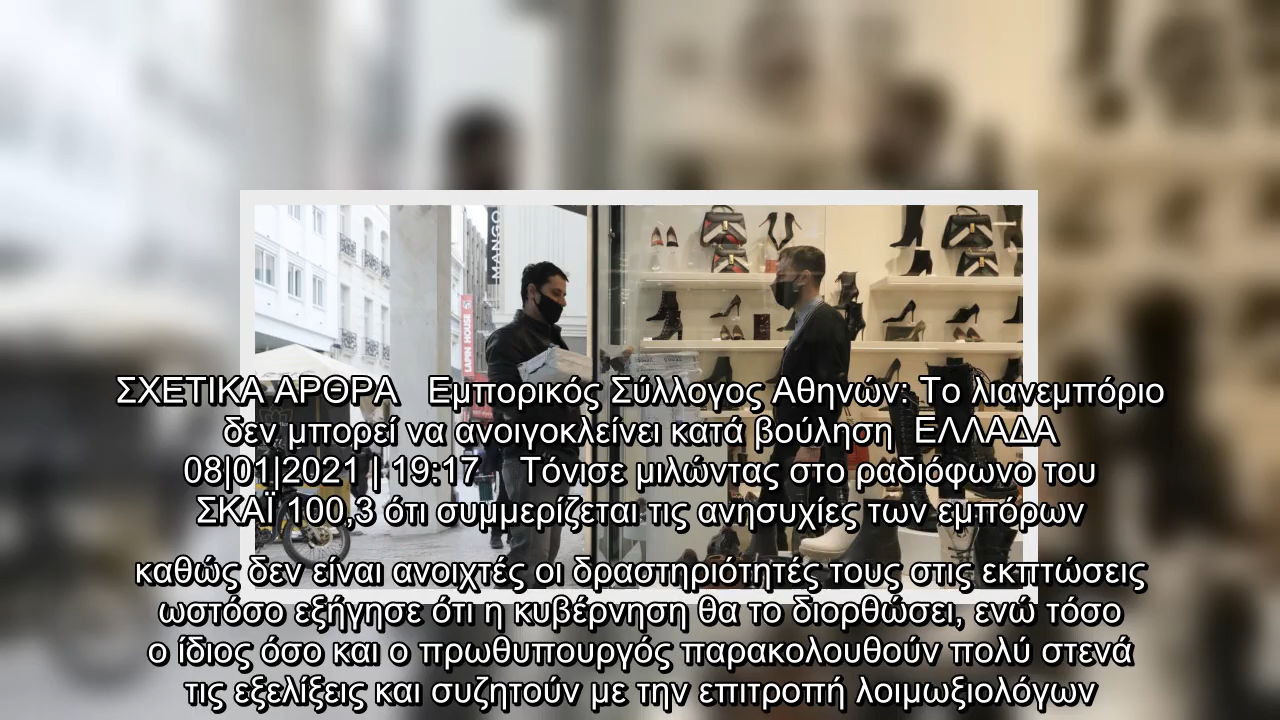 MANGO
LAPIN HOUSE
ΣΧΕΤΙΚΑ ΑΡΘΡΑ Εμπορικός Σύλλογος Αθηνών: Το λιανεμπόριο
δεν μπορεί να ανοιγοκλείνει κατά βούληση ΕΛΛΑΔΑ
08|01|2021 | 19:17 Τόνισε μιλώντας στο ραδιόφωνο του
ΣΚΑΪ 100,3 ότι συμμερίζεται τις ανησυχίες των εμπόρων
καθώς δεν είναι ανοιχτές οι δραστηριότητές τους στις εκπτώσεις
ωστόσο εξήγησε ότι η κυβέρνηση θα το διορθώσει, ενώ τόσο
ο ίδιος όσο και ο πρωθυπουργός παρακολουθούν πολύ στενά
τις εξελίξεις και συζητούν με την επιτροπή λοιμωξιολόγων